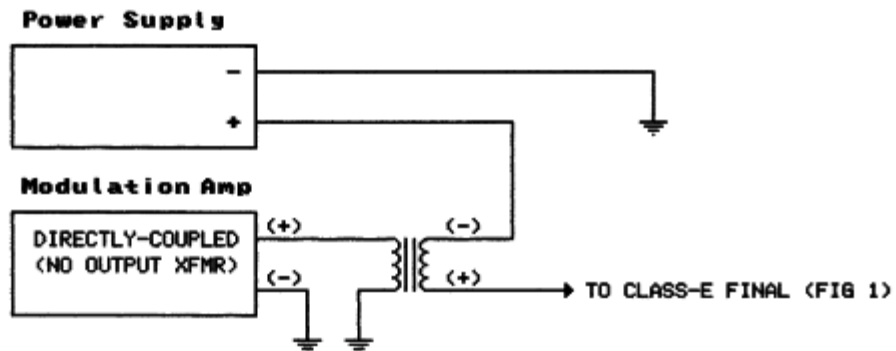 Power Supply
-
+
Modulation Amp
DIRECTLY-COUPLED
(NO OUTPUT XFMR)
(+)
(-)
(-)
(+)
TO CLASS-E FINAL (FIG 1)